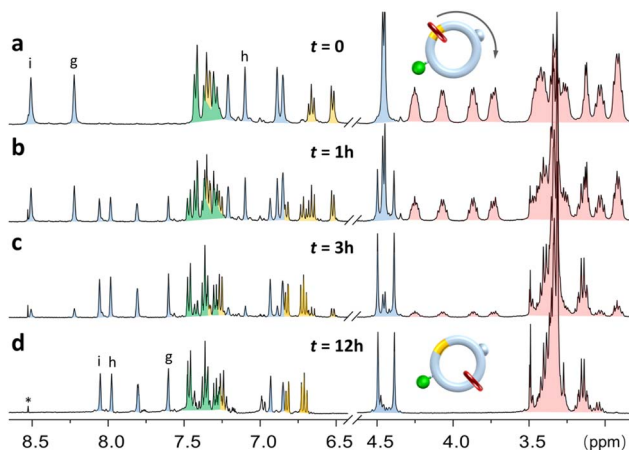 a t = 0
i g h
b t = 1h
c t = 3h
d t = 12h
i h g
*
8.5 8.0 7.5 7.0 6.5 4.5 4.0 3.5 (ppm)